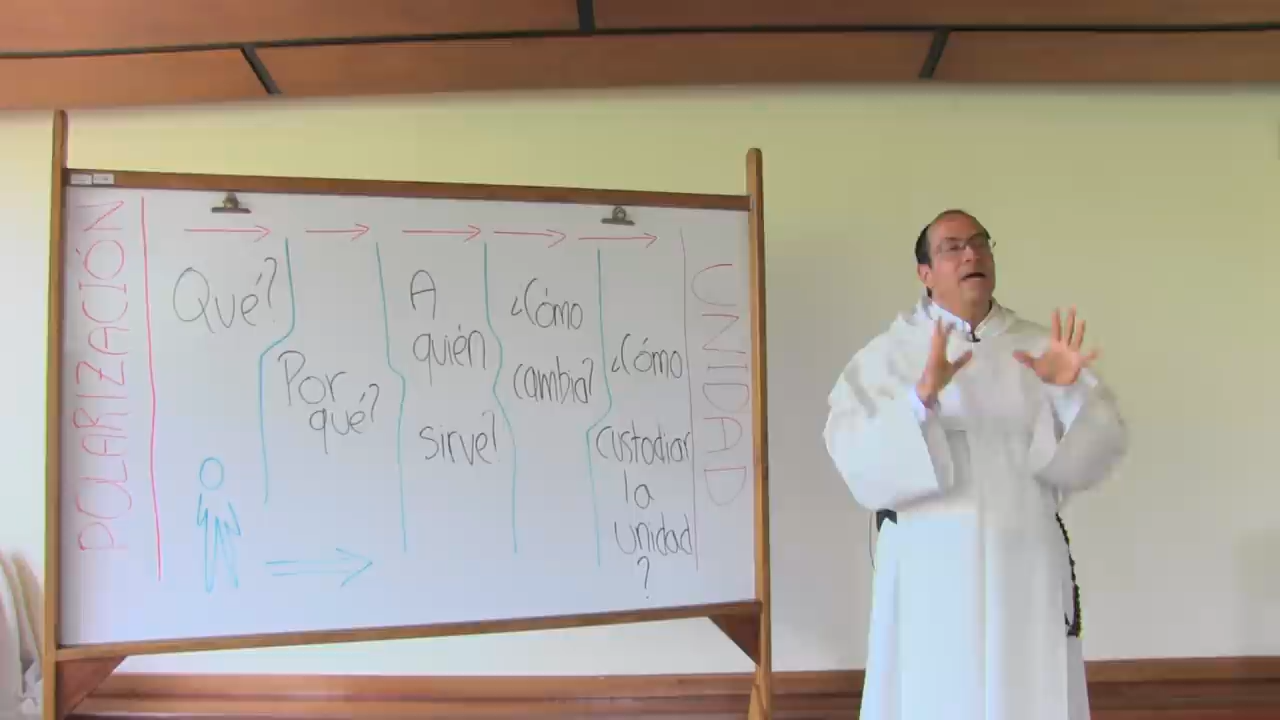 POLARIZACIÓN
Qué?
Por
qué?
A
quién
sirve?
¿Cómo
cambia?
¿Cómo
custodiar
la
unidad
?
UNIDAD